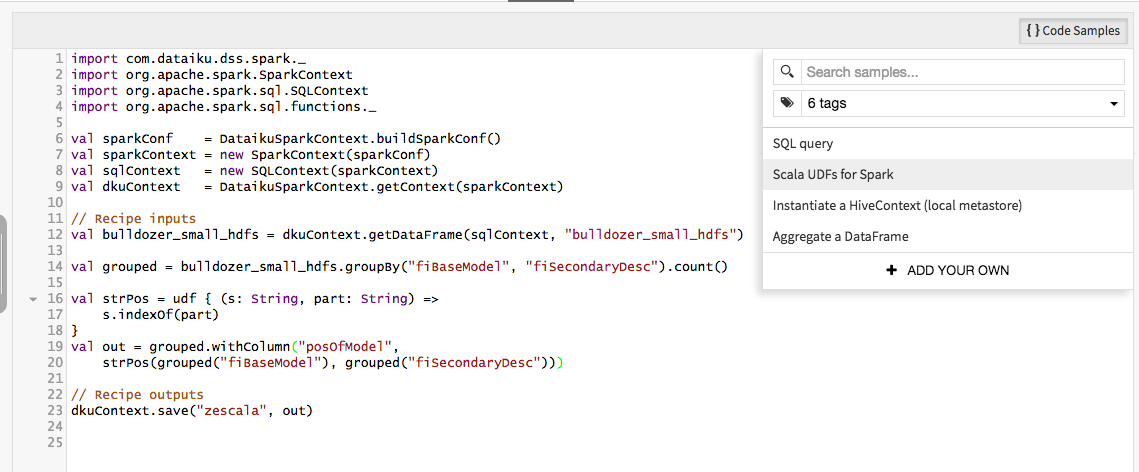 { } Code Samples
1 import com.dataiku.dss.spark._
2 import org.apache.spark.SparkContext
3 import org.apache.spark.sql.SQLContext
4 import org.apache.spark.sql.functions._
5
6 val sparkConf    = DataikuSparkContext.buildSparkConf()
7 val sparkContext = new SparkContext(sparkConf)
8 val sqlContext   = new SQLContext(sparkContext)
9 val dkuContext   = DataikuSparkContext.getContext(sparkContext)
10
11 // Recipe inputs
12 val bulldozer_small_hdfs = dkuContext.getDataFrame(sqlContext, "bulldozer_small_hdfs")
13
14 val grouped = bulldozer_small_hdfs.groupBy("fiBaseModel", "fiSecondaryDesc").count()
15
16 val strPos = udf { (s: String, part: String) =>
17     s.indexOf(part)
18 }
19 val out = grouped.withColumn("posOfModel",
20     strPos(grouped("fiBaseModel"), grouped("fiSecondaryDesc")))
21
22 // Recipe outputs
23 dkuContext.save("zescala", out)
24
25
Search samples...
6 tags
SQL query
Scala UDFs for Spark
Instantiate a HiveContext (local metastore)
Aggregate a DataFrame
+ ADD YOUR OWN